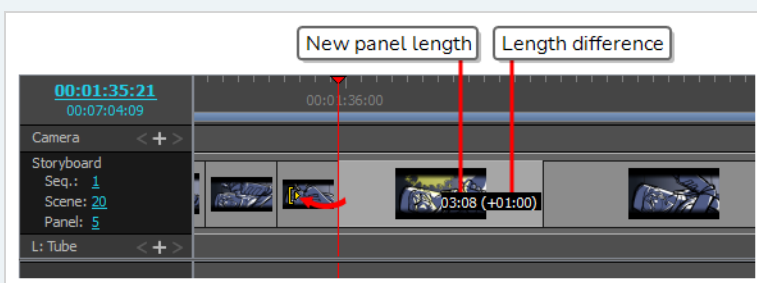 New panel length
Length difference
00:01:35:21
00:07:04:09
00:01:36:00
Camera
Storyboard
Seq.: 1
Scene: 20
Panel: 5
03:08 (+01:00)
L: Tube